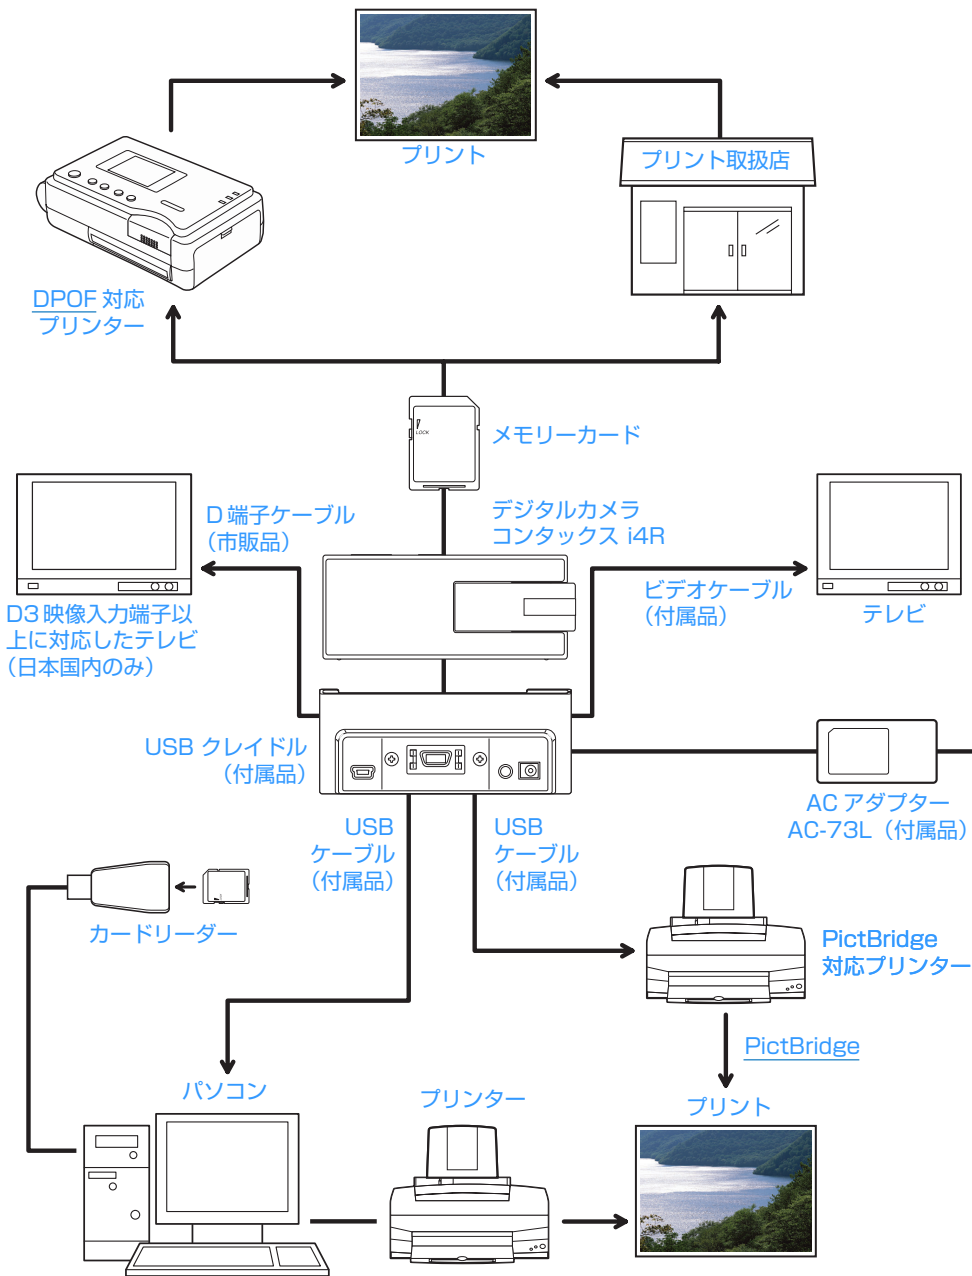 プリント
プリント取扱店
DPOF 対応
プリンター
LOCK
メモリーカード
デジタルカメラ
コンタックス i4R
D 端子ケーブル
（市販品）
ビデオケーブル
（付属品）
D3 映像入力端子以
上に対応したテレビ
（日本国内のみ）
テレビ
USB クレイドル
（付属品）
AC アダプター
AC-73L（付属品）
USB
ケーブル
（付属品）
USB
ケーブル
（付属品）
カードリーダー
PictBridge
対応プリンター
PictBridge
パソコン
プリンター
プリント